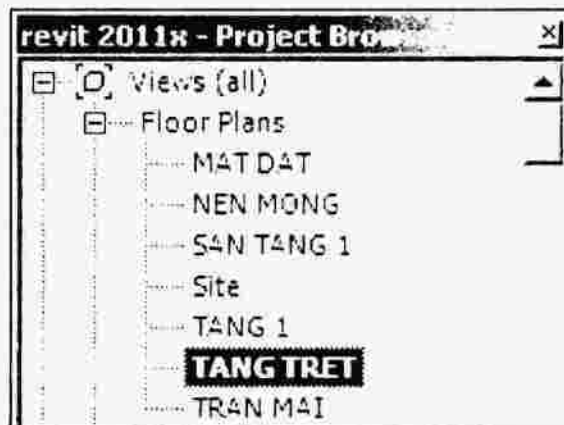 revit 2011x - Project Brow
Views (all)
Floor Plans
MAT DAT
NEN MONG
SAN TANG 1
Site
TANG 1
TANG TRET
TRAN MAI